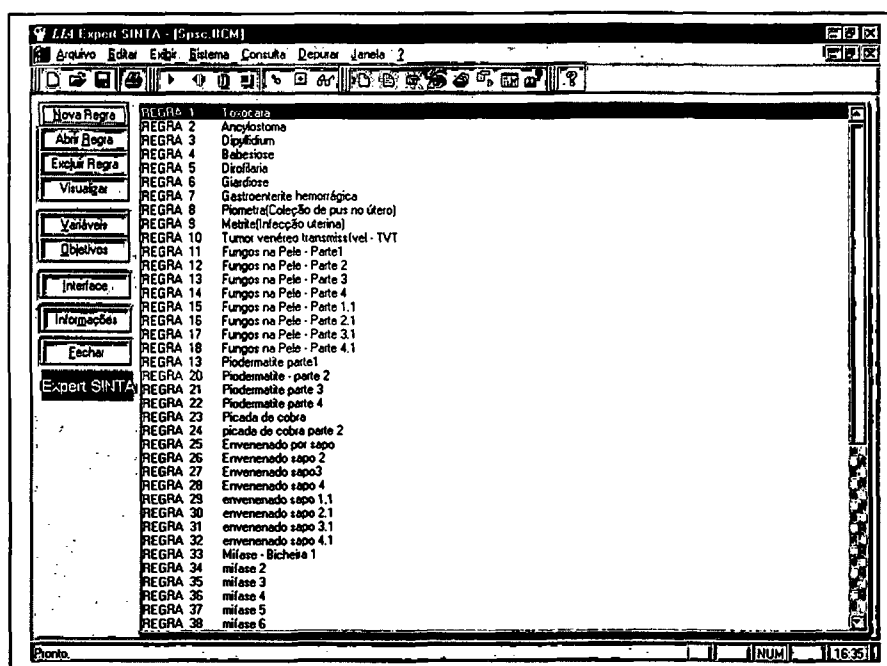 LIA Expert SINTA - [Spsc.BCM]
Arquivo Editar Exibir Sistema Consulta Depurar Janela ?
Nova Regra
Abrir Regra
Excluir Regra
Visualizar
Variáveis
Objetivos
Interface
Informações
Fechar
Expert SINTA
REGRA 1 Toxocara
REGRA 2 Ancylostoma
REGRA 3 Dipylidium
REGRA 4 Babesiose
REGRA 5 Dirofilaria
REGRA 6 Giardiose
REGRA 7 Gastroenterite hemorrágica
REGRA 8 Piometra(Coleção de pus no útero)
REGRA 9 Metrite(Infecção uterina)
REGRA 10 Tumor venéreo transmissível - TVT
REGRA 11 Fungos na Pele - Parte1
REGRA 12 Fungos na Pele - Parte 2
REGRA 13 Fungos na Pele - Parte 3
REGRA 14 Fungos na Pele - Parte 4
REGRA 15 Fungos na Pele - Parte 1.1
REGRA 16 Fungos na Pele - Parte 2.1
REGRA 17 Fungos na Pele - Parte 3.1
REGRA 18 Fungos na Pele - Parte 4.1
REGRA 19 Piodermatite parte1
REGRA 20 Piodermatite - parte 2
REGRA 21 Piodermatite parte 3
REGRA 22 Piodermatite parte 4
REGRA 23 Picada de cobra
REGRA 24 picada de cobra parte 2
REGRA 25 Envenenado por sapo
REGRA 26 Envenenado sapo 2
REGRA 27 Envenenado sapo3
REGRA 28 Envenenado sapo 4
REGRA 29 envenenado sapo 1.1
REGRA 30 envenenado sapo 2.1
REGRA 31 envenenado sapo 3.1
REGRA 32 envenenado sapo 4.1
REGRA 33 Miíase - Bicheira 1
REGRA 34 miíase 2
REGRA 35 miíase 3
REGRA 36 miíase 4
REGRA 37 miíase 5
REGRA 38 miíase 6
Pronto.
NUM
16:35